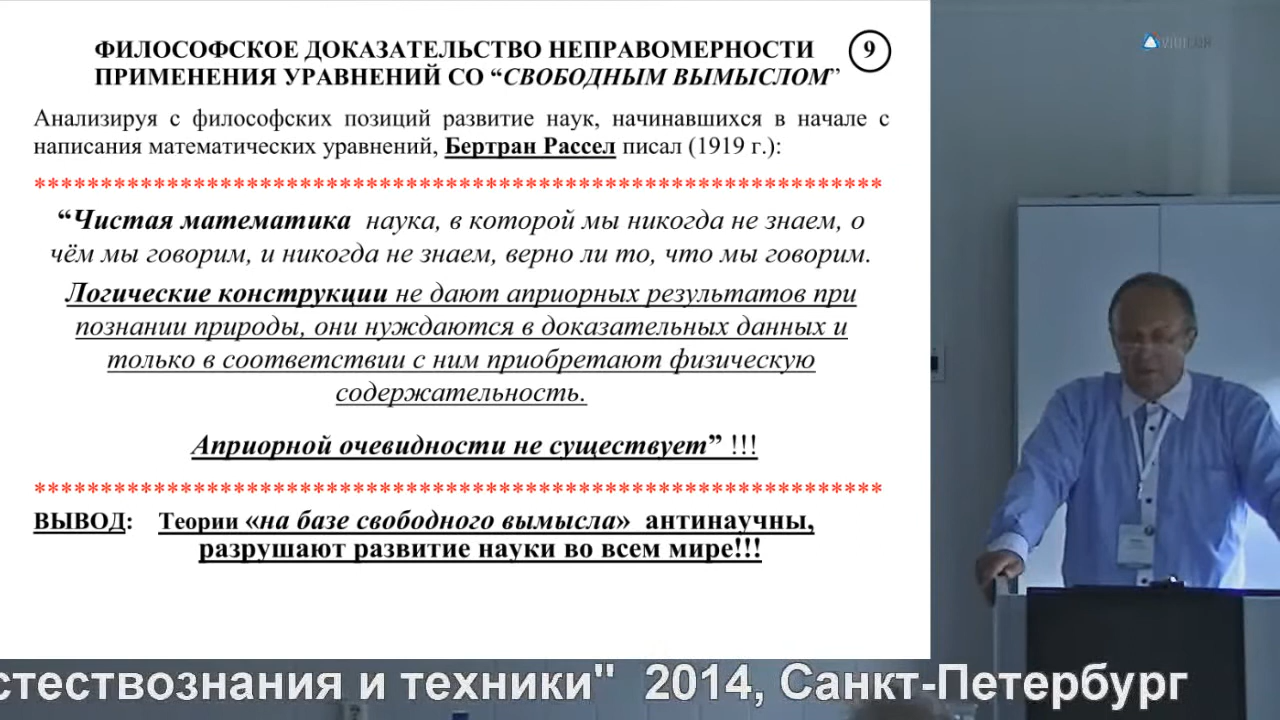 ФИЛОСОФСКОЕ ДОКАЗАТЕЛЬСТВО НЕПРАВОМЕРНОСТИ
ПРИМЕНЕНИЯ УРАВНЕНИЙ СО “СВОБОДНЫМ ВЫМЫСЛОМ”
9
Анализируя с философских позиций развитие наук, начинавшихся в начале с
написания математических уравнений, Бертран Рассел писал (1919 г.):
****************************************************************
“Чистая математика наука, в которой мы никогда не знаем, о
чём мы говорим, и никогда не знаем, верно ли то, что мы говорим.
Логические конструкции не дают априорных результатов при
познании природы, они нуждаются в доказательных данных и
только в соответствии с ним приобретают физическую
содержательность.
Априорной очевидности не существует” !!!
****************************************************************
ВЫВОД: Теории «на базе свободного вымысла» антинаучны,
разрушают развитие науки во всем мире!!!
стествознания и техники" 2014, Санкт-Петербург